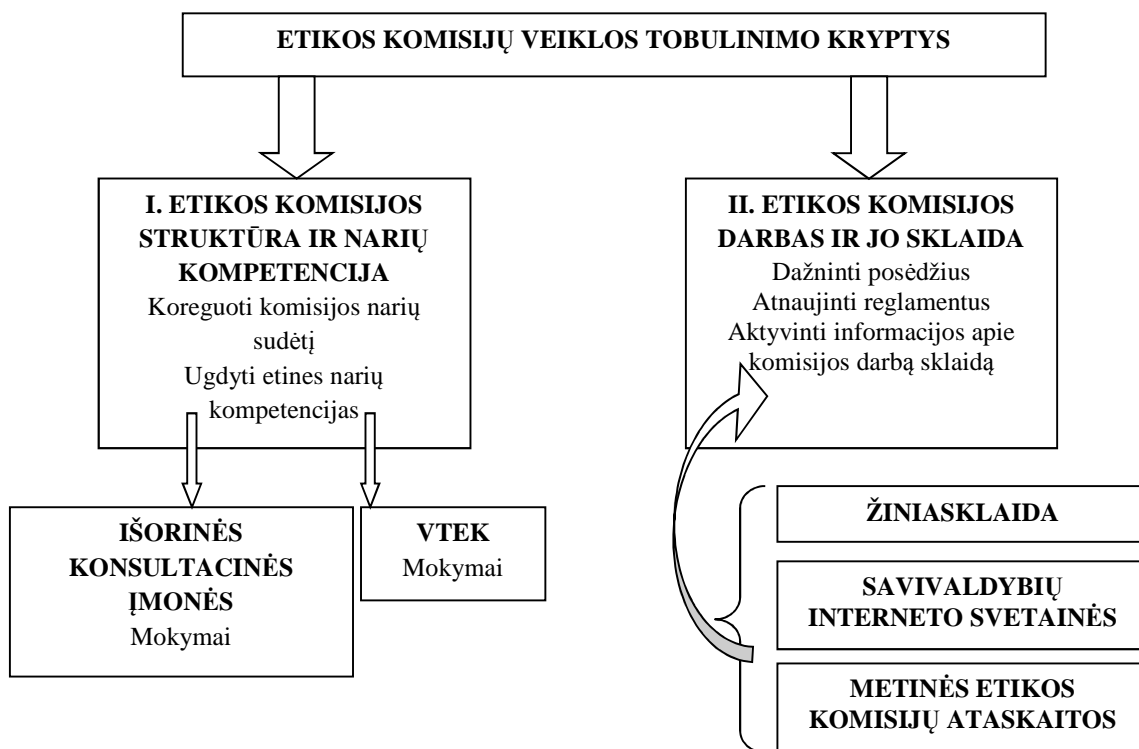 ETIKOS KOMISIJŲ VEIKLOS TOBULINIMO KRYPTYS
I. ETIKOS KOMISIJOS
STRUKTŪRA IR NARIŲ
KOMPETENCIJA
Koreguoti komisijos narių
sudėtį
Ugdyti etines narių
kompetencijas
II. ETIKOS KOMISIJOS
DARBAS IR JO SKLAIDA
Dažninti posėdžius
Atnaujinti reglamentus
Aktyvinti informacijos apie
komisijos darbą sklaidą
IŠORINĖS
KONSULTACINĖS
ĮMONĖS
Mokymai
VTEK
Mokymai
ŽINIASKLAIDA
SAVIVALDYBIŲ
INTERNETO SVETAINĖS
METINĖS ETIKOS
KOMISIJŲ ATASKAITOS